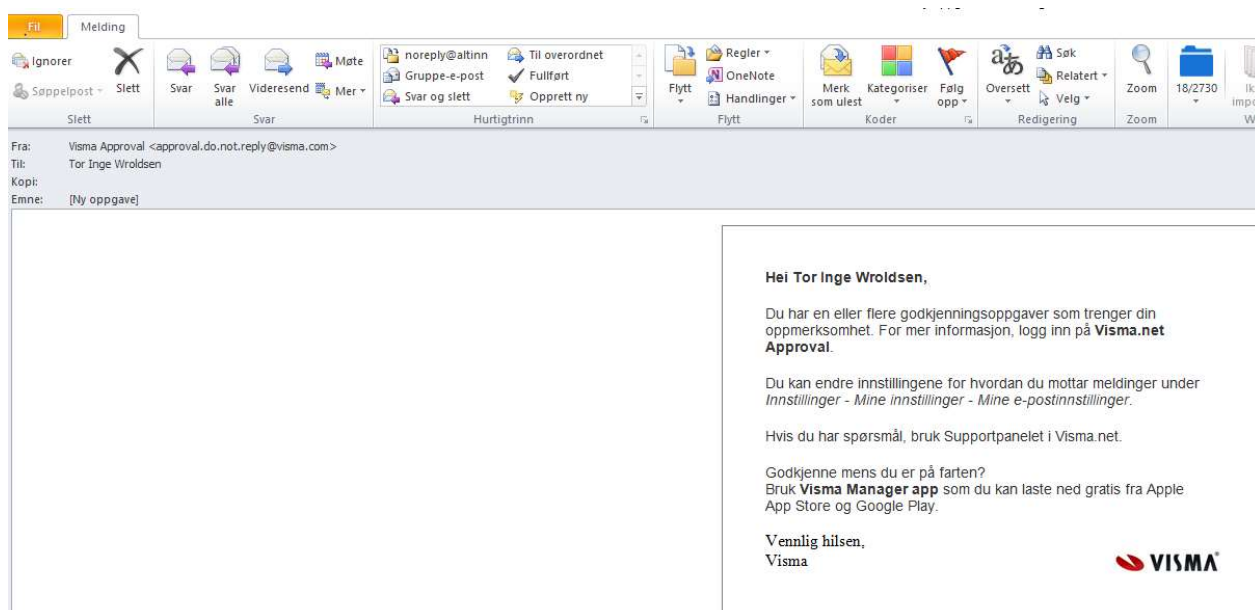 Fil Melding
Ignorer
Søppelpost
Slett
Svar
Svar alle
Videresend
Møte
Mer
noreply@altinn
Gruppe-e-post
Svar og slett
Til overordnet
Fullført
Opprett ny
Flytt
Regler
OneNote
Handlinger
Merk som ulest
Kategoriser
Følg opp
Oversett
Søk
Relatert
Velg
Zoom
18/2730
Slett Svar Hurtigtrinn Flytt Koder Redigering Zoom
Fra: Visma Approval <approval.do.not.reply@visma.com>
Til: Tor Inge Wroldsen
Kopi:
Emne: [Ny oppgave]
Hei Tor Inge Wroldsen,
Du har en eller flere godkjenningsoppgaver som trenger din
oppmerksomhet. For mer informasjon, logg inn på Visma.net
Approval.
Du kan endre innstillingene for hvordan du mottar meldinger under
Innstillinger - Mine innstillinger - Mine e-postinnstillinger.
Hvis du har spørsmål, bruk Supportpanelet i Visma.net.
Godkjenne mens du er på farten?
Bruk Visma Manager app som du kan laste ned gratis fra Apple
App Store og Google Play.
Vennlig hilsen,
Visma
VISMA